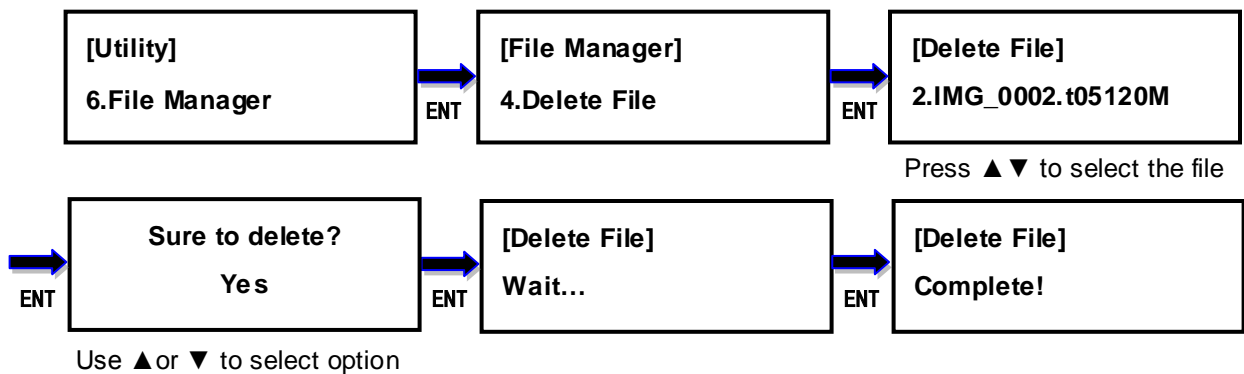 [Utility]
6.File Manager
ENT
[File Manager]
4.Delete File
ENT
[Delete File]
2.IMG_0002.t05120M
Press ▲▼ to select the file
ENT
Sure to delete?
Yes
Use ▲or ▼ to select option
ENT
[Delete File]
Wait...
ENT
[Delete File]
Complete!